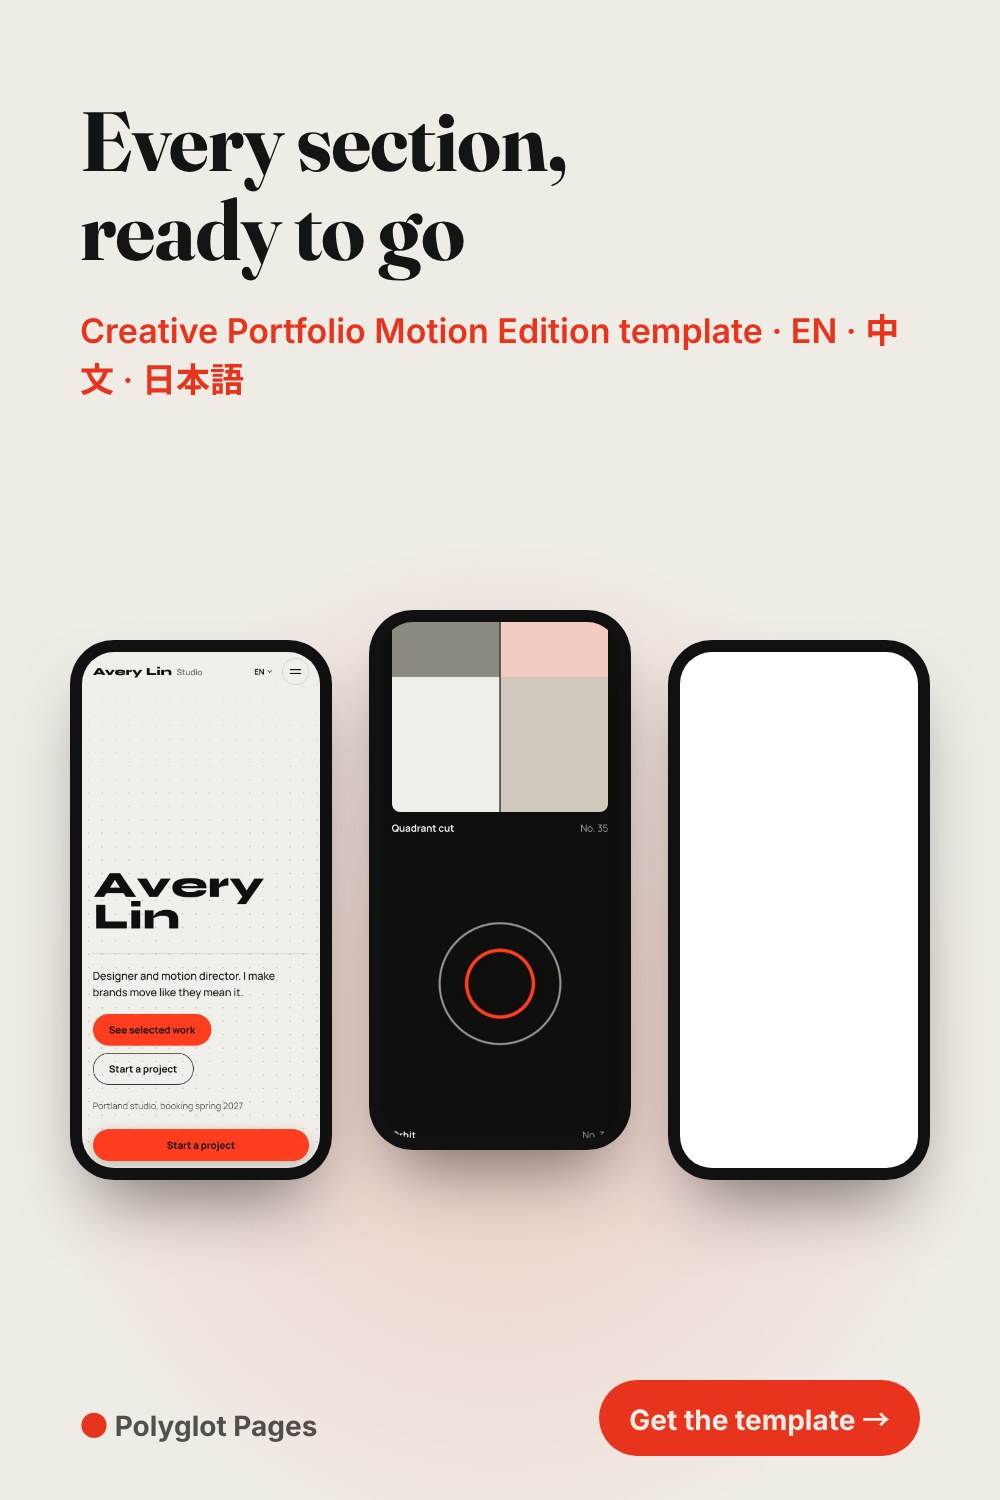 Every section,
ready to go
Creative Portfolio Motion Edition template · EN · 中
文 · 日本語
Avery Lin Studio
EN
Avery
Lin
Designer and motion director. I make
brands move like they mean it.
See selected work
Start a project
Portland studio, booking spring 2027
Start a project
Quadrant cut
No. 35
Polyglot Pages
Get the template →